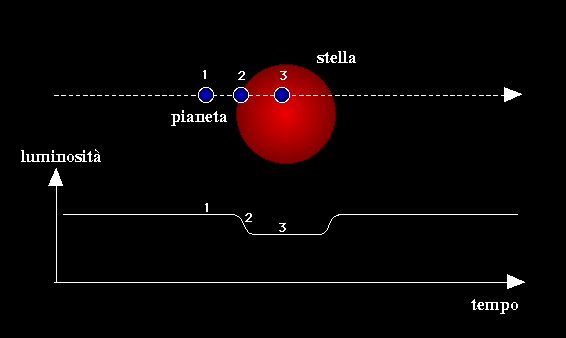 stella
1 2 3
pianeta
luminosità
1
2
3
tempo